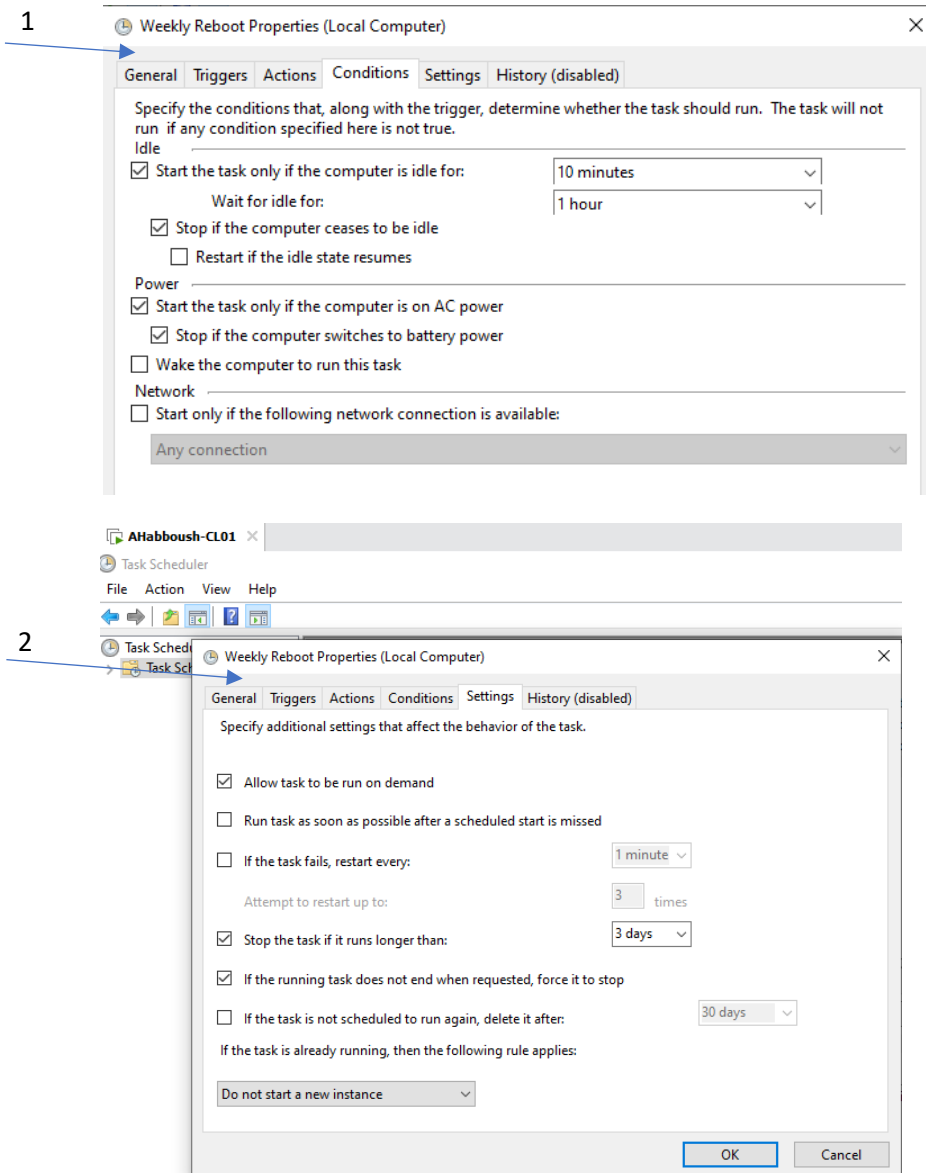 1
Weekly Reboot Properties (Local Computer)
General Triggers Actions Conditions Settings History (disabled)
Specify the conditions that, along with the trigger, determine whether the task should run. The task will not
run if any condition specified here is not true.
Idle
Start the task only if the computer is idle for: 10 minutes
Wait for idle for: 1 hour
Stop if the computer ceases to be idle
Restart if the idle state resumes
Power
Start the task only if the computer is on AC power
Stop if the computer switches to battery power
Wake the computer to run this task
Network
Start only if the following network connection is available:
Any connection
AHabboush-CL01
Task Scheduler
File Action View Help
2
Task Sched
Task Sch
Weekly Reboot Properties (Local Computer)
General Triggers Actions Conditions Settings History (disabled)
Specify additional settings that affect the behavior of the task.
Allow task to be run on demand
Run task as soon as possible after a scheduled start is missed
If the task fails, restart every: 1 minute
Attempt to restart up to: 3 times
Stop the task if it runs longer than: 3 days
If the running task does not end when requested, force it to stop
If the task is not scheduled to run again, delete it after: 30 days
If the task is already running, then the following rule applies:
Do not start a new instance
OK Cancel